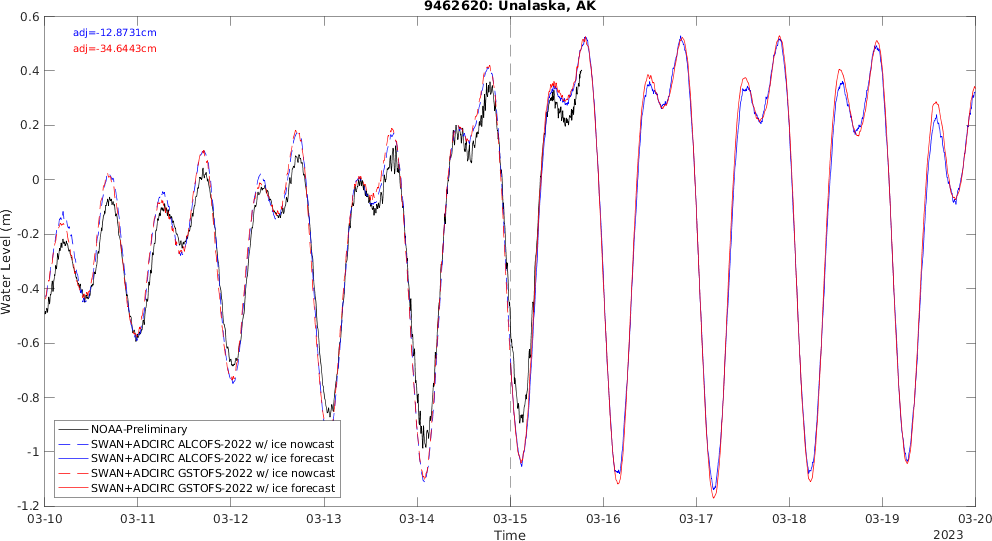 9462620: Unalaska, AK
adj=-12.8731cm
adj=-34.6443cm
Water Level (m)
0.6
0.4
0.2
0
-0.2
-0.4
-0.6
-0.8
-1
-1.2
NOAA-Preliminary
SWAN+ADCIRC ALCOFS-2022 w/ ice nowcast
SWAN+ADCIRC ALCOFS-2022 w/ ice forecast
SWAN+ADCIRC GSTOFS-2022 w/ ice nowcast
SWAN+ADCIRC GSTOFS-2022 w/ ice forecast
03-10 03-11 03-12 03-13 03-14 03-15 03-16 03-17 03-18 03-19 03-20
Time
2023